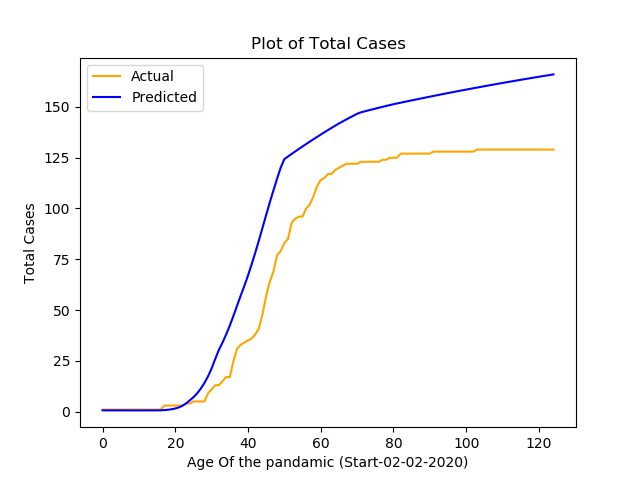 Plot of Total Cases
Actual
Predicted
150
125
100
75
50
25
0
Total Cases
0 20 40 60 80 100 120
Age Of the pandamic (Start-02-02-2020)